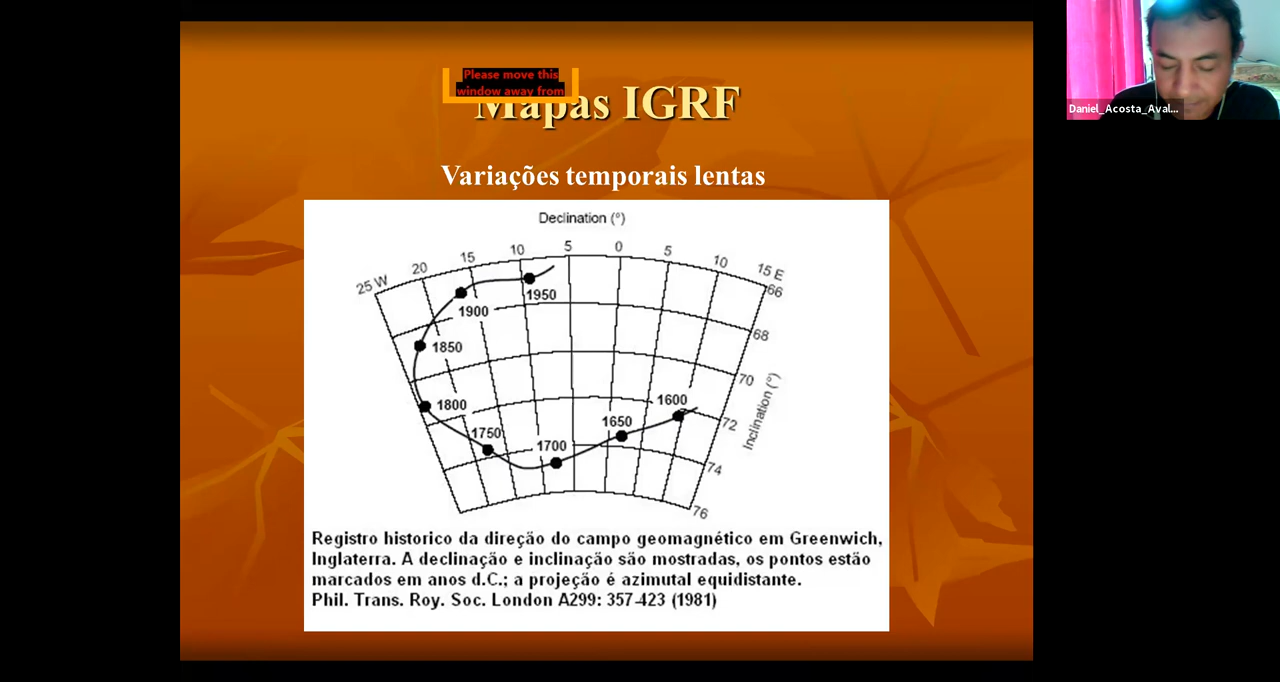 Please move this
window away from
Mapas IGRF
Variações temporais lentas
Declination (°)
25 W 20 15 10 5 0 5 10 15 E
66
68
70
72
74
76
Inclination (°)
1950
1900
1850
1800
1750
1700
1650
1600
Registro historico da direção do campo geomagnético em Greenwich,
Inglaterra. A declinação e inclinação são mostradas, os pontos estão
marcados em anos d.C.; a projeção é azimutal equidistante.
Phil. Trans. Roy. Soc. London A299: 357-423 (1981)
Daniel_Acosta_Aval...